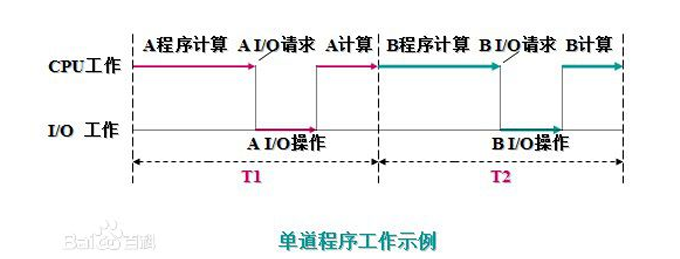 A程序计算 A I/O请求 A计算 B程序计算 B I/O请求 B计算
CPU工作
I/O 工作
A I/O操作 B I/O操作
T1 T2
Bai百科
单道程序工作示例